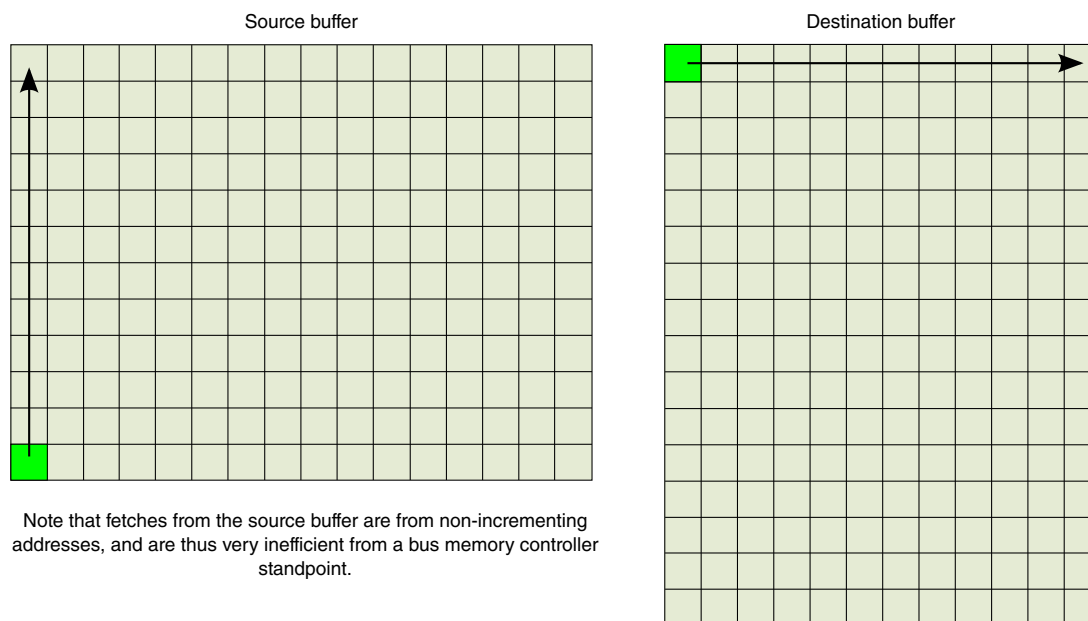 Source buffer
Destination buffer
Note that fetches from the source buffer are from non-incrementing
addresses, and are thus very inefficient from a bus memory controller
standpoint.